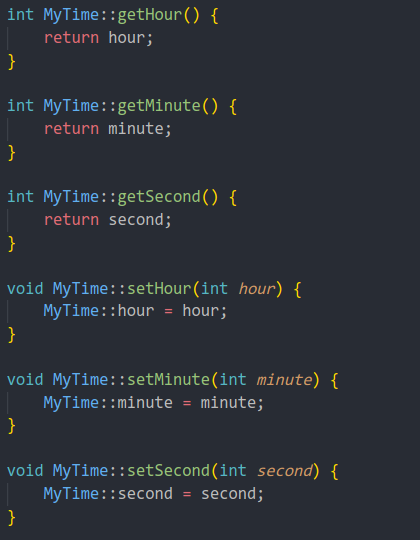 int MyTime::getHour() {
    return hour;
}

int MyTime::getMinute() {
    return minute;
}

int MyTime::getSecond() {
    return second;
}

void MyTime::setHour(int hour) {
    MyTime::hour = hour;
}

void MyTime::setMinute(int minute) {
    MyTime::minute = minute;
}

void MyTime::setSecond(int second) {
    MyTime::second = second;
}